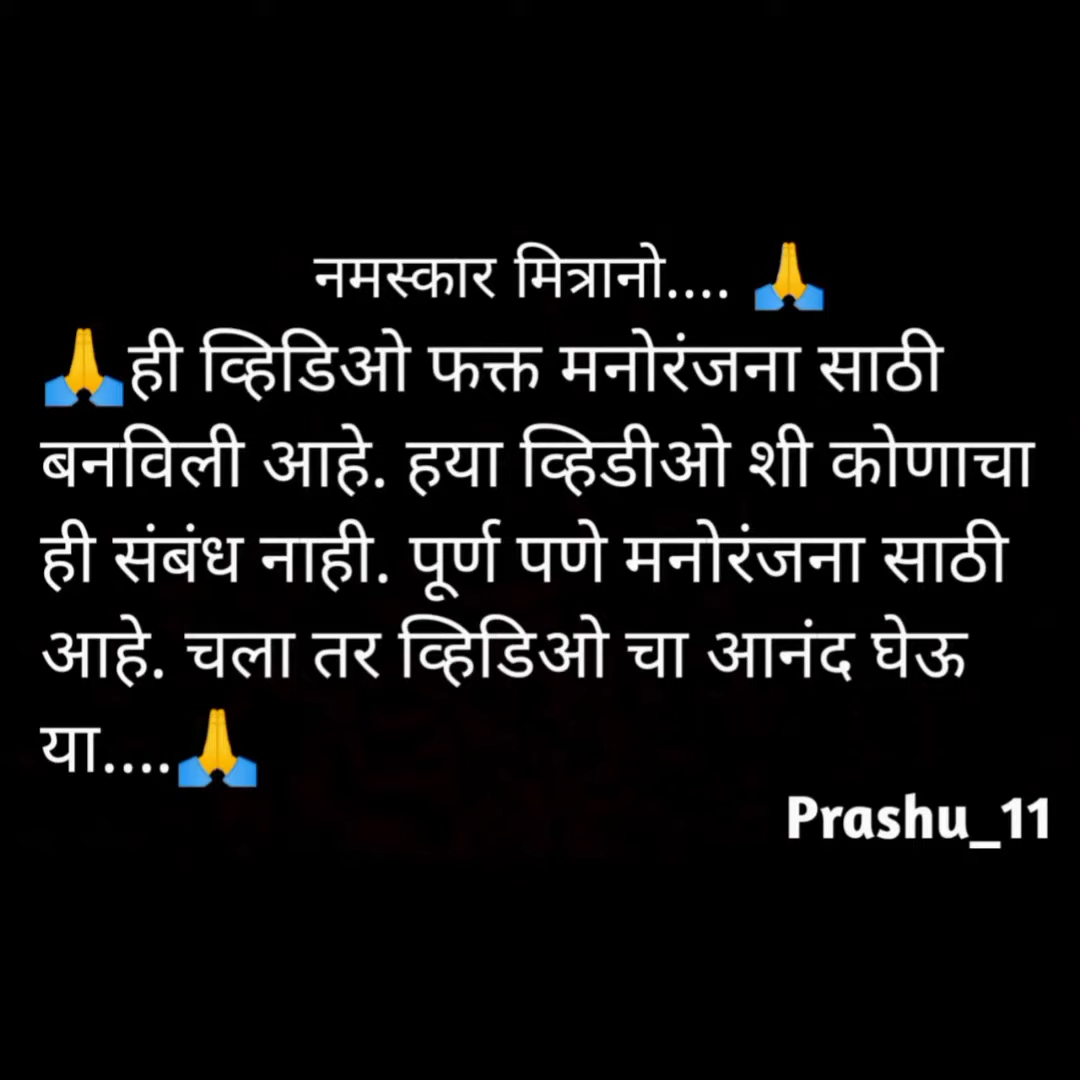 नमस्कार मित्रानो.... 🙏
🙏ही व्हिडिओ फक्त मनोरंजना साठी
बनविली आहे. हया व्हिडीओ शी कोणाचा
ही संबंध नाही. पूर्ण पणे मनोरंजना साठी
आहे. चला तर व्हिडिओ चा आनंद घेऊ
या....🙏
Prashu_11